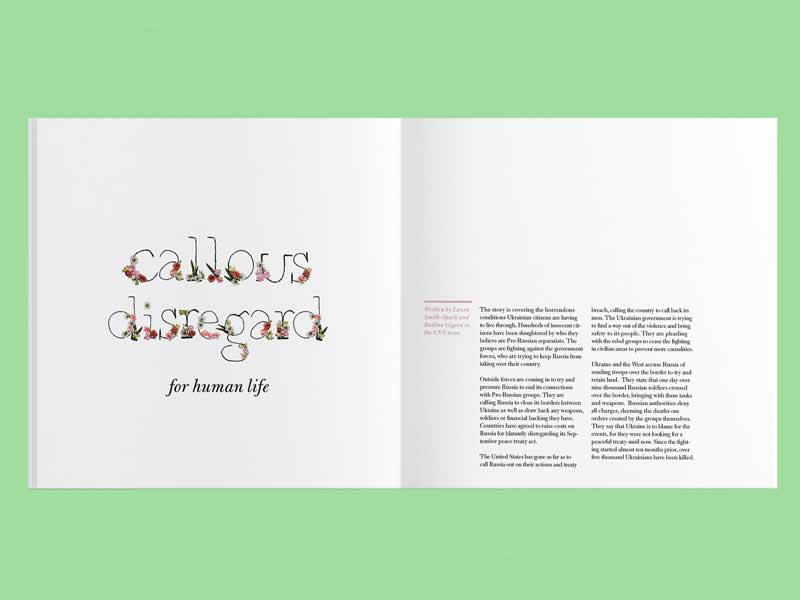 callous
disregard
for human life
Written by Laura
Smith-Spark and
Radina Gigova in
the CNN
The story is covering the horrendous
conditions Ukrainian citizens are having
to live through. Hundeds of innocent cit-
izens have been slaughtered by who they
believe are Pro-Russian separatists. The
groups are fighting against the government
forces, who are trying to keep Russia from
taking over their country.
Outside forces are coming in to try and
pressure Russia to end its connections
with Pro-Russian groups. They are
calling Russia to close its borders between
Ukraine as well as draw back any weapons,
soldiers or financial backing they have.
Countries have agreed to raise costs on
Russia for blatantly disregarding its Sep-
tember peace treaty act.
The United States has gone as far as to
call Russia out on their actions and treaty
breach, calling the country to call back its
men. The Ukrainian government is trying
to find a way out of the violence and bring
safety to its people. They are pleading
with the rebel groups to cease the fighting
in civilian areas to prevent more causalities.
Ukraine and the West accuse Russia of
sending troops over the border to try and
retain land. They state that one day over
nine thousand Russian soldiers crossed
over the border, bringing with them tanks
and weapons. Russian authorities deny
all charges, deeming the deaths om
orders created by the groups themselves.
They say that Ukraine is to blame for the
events, for they were not looking for a
peaceful treaty until now. Since the fight-
ing started almost ten months prior, over
five thousand Ukrainians have been killed.